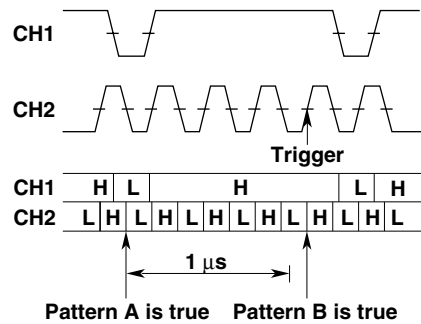 CH1
CH2
Trigger
CH1 H L H L H
CH2 L H L H L H L H L H L H L
1 μs
Pattern A is true Pattern B is true